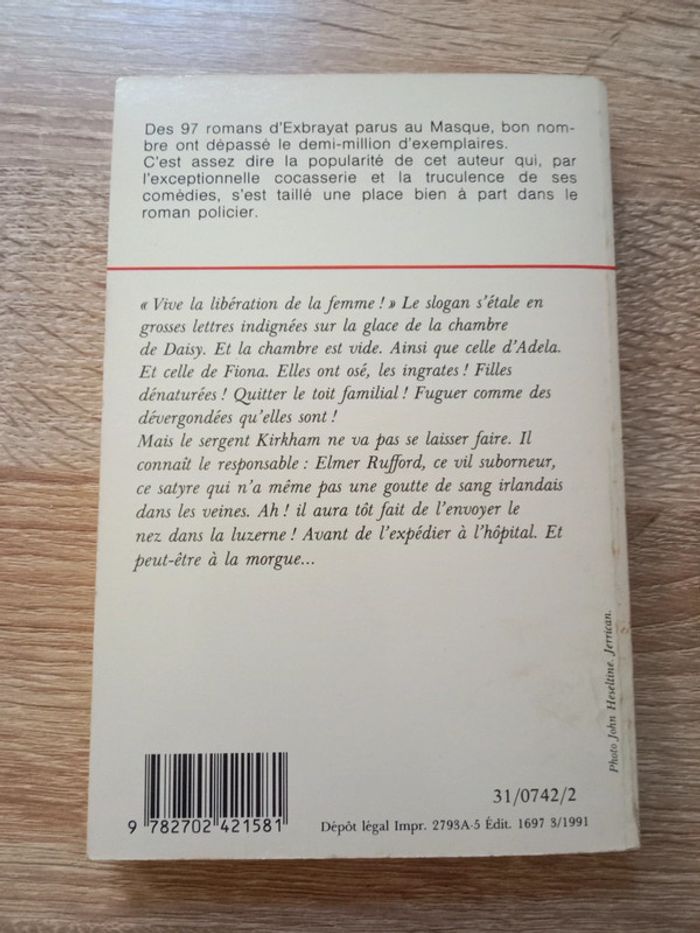 Des 97 romans d'Exbrayat parus au Masque, bon nom-
bre ont dépassé le demi-million d'exemplaires.
C'est assez dire la popularité de cet auteur qui, par
l'exceptionnelle cocasserie et la truculence de ses
comédies, s'est taillé une place bien à part dans le
roman policier.
« Vive la libération de la femme ! » Le slogan s'étale en
grosses lettres indignées sur la glace de la chambre
de Daisy. Et la chambre est vide. Ainsi que celle d'Adela.
Et celle de Fiona. Elles ont osé, les ingrates ! Filles
dénaturées ! Quitter le toit familial ! Fuguer comme des
dévergondées qu'elles sont !
Mais le sergent Kirkham ne va pas se laisser faire. Il
connaît le responsable : Elmer Rufford, ce vil suborneur,
ce satyre qui n'a même pas une goutte de sang irlandais
dans les veines. Ah ! il aura tôt fait de l'envoyer le
nez dans la luzerne ! Avant de l'expédier à l'hôpital. Et
peut-être à la morgue...
Photo John Heseltine. Jerrican.
31/0742/2
9 782702 421581
Dépôt légal Impr. 2793A-5 Édit. 1697 3/1991